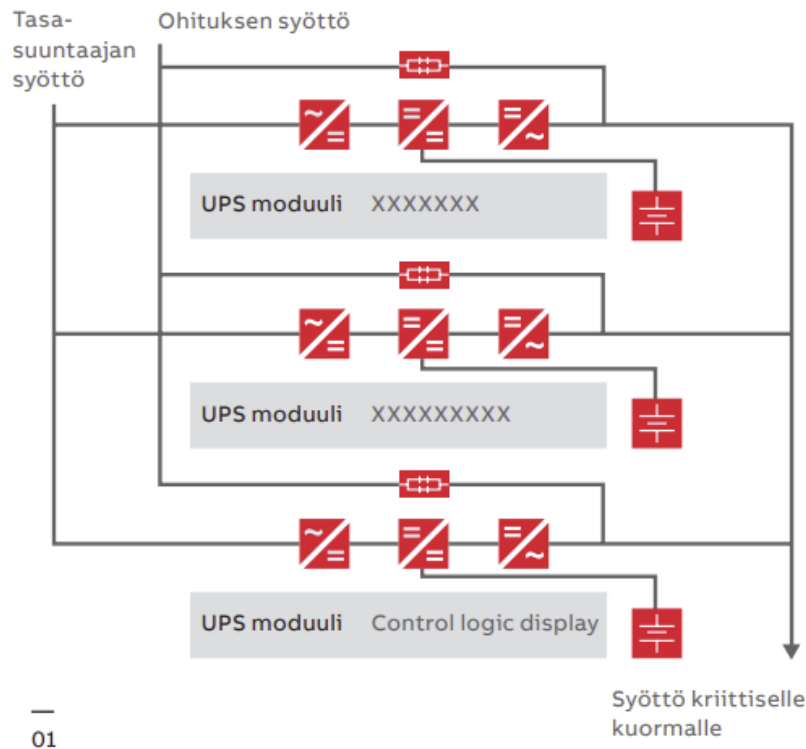 Tasa-
suuntaajan
syöttö
Ohituksen syöttö
UPS moduuli XXXXXXX
UPS moduuli XXXXXXXXX
UPS moduuli Control logic display
Syöttö kriittiselle
kuormalle
01